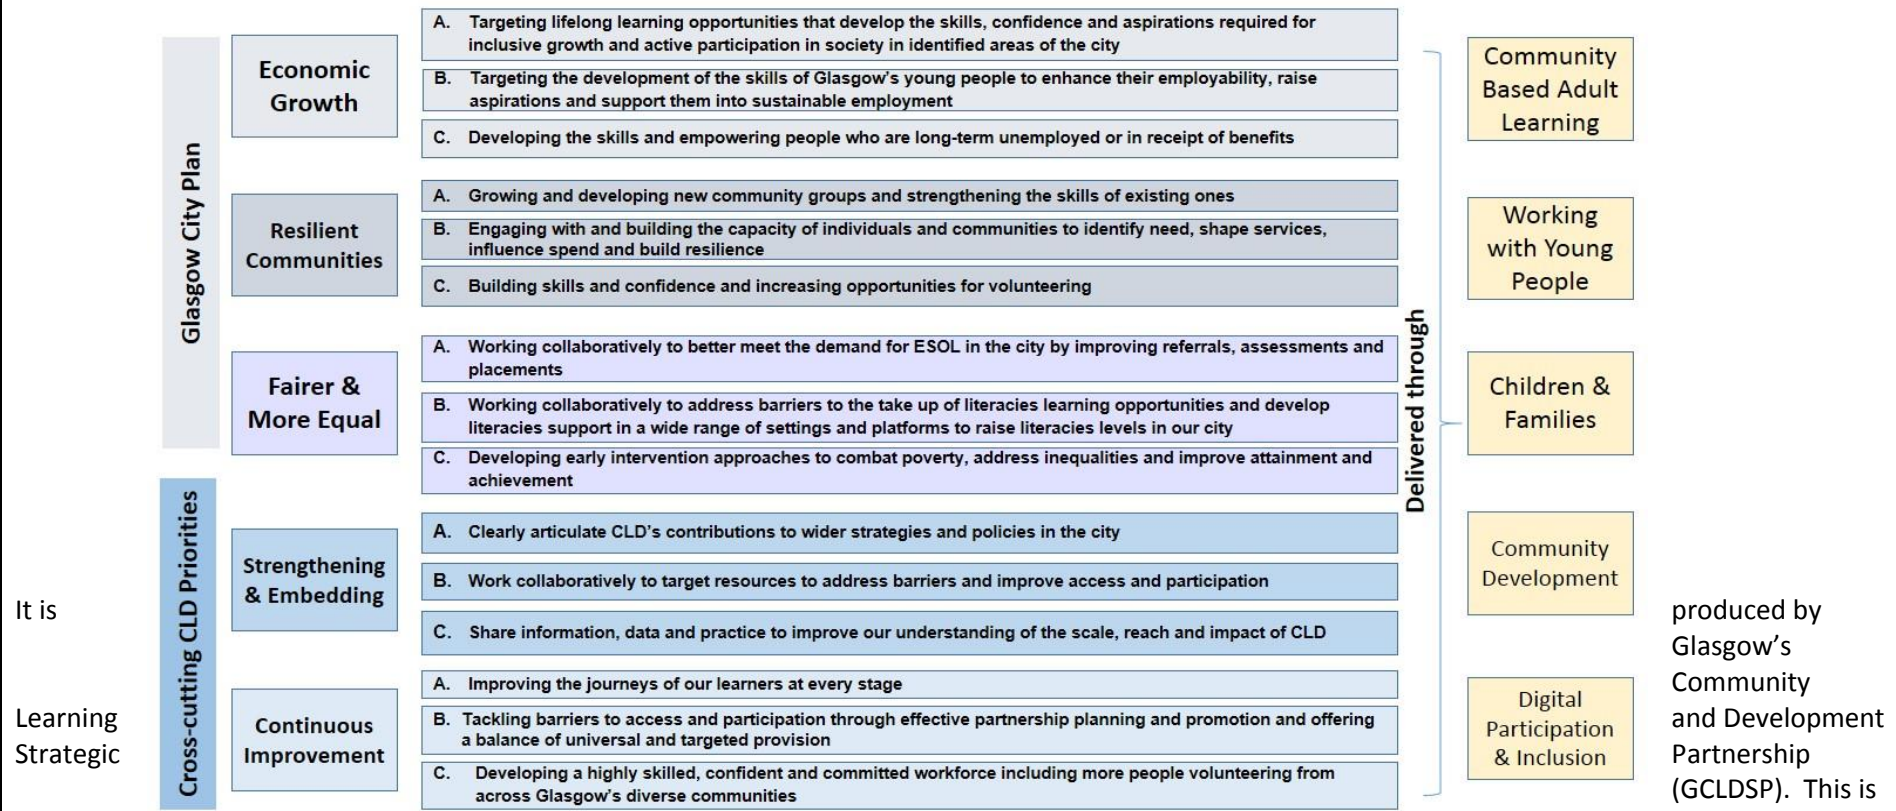 Glasgow City Plan
Economic
Growth
A. Targeting lifelong learning opportunities that develop the skills, confidence and aspirations required for
inclusive growth and active participation in society in identified areas of the city
B. Targeting the development of the skills of Glasgow's young people to enhance their employability, raise
aspirations and support them into sustainable employment
C. Developing the skills and empowering people who are long-term unemployed or in receipt of benefits
Resilient
Communities
A. Growing and developing new community groups and strengthening the skills of existing ones
B. Engaging with and building the capacity of individuals and communities to identify need, shape services,
influence spend and build resilience
C. Building skills and confidence and increasing opportunities for volunteering
Fairer &
More Equal
A. Working collaboratively to better meet the demand for ESOL in the city by improving referrals, assessments and
placements
B. Working collaboratively to address barriers to the take up of literacies learning opportunities and develop
literacies support in a wide range of settings and platforms to raise literacies levels in our city
C. Developing early intervention approaches to combat poverty, address inequalities and improve attainment and
achievement
Cross-cutting CLD Priorities
Strengthening
& Embedding
A. Clearly articulate CLD's contributions to wider strategies and policies in the city
B. Work collaboratively to target resources to address barriers and improve access and participation
C. Share information, data and practice to improve our understanding of the scale, reach and impact of CLD
Continuous
Improvement
A. Improving the journeys of our learners at every stage
B. Tackling barriers to access and participation through effective partnership planning and promotion and offering
a balance of universal and targeted provision
C. Developing a highly skilled, confident and committed workforce including more people volunteering from
across Glasgow's diverse communities
Delivered through
Community
Based Adult
Learning
Working
with Young
People
Children &
Families
Community
Development
Digital
Participation
& Inclusion
It is produced by
Glasgow's
Community
Learning and Development
Strategic Partnership
(GCLDSP). This is